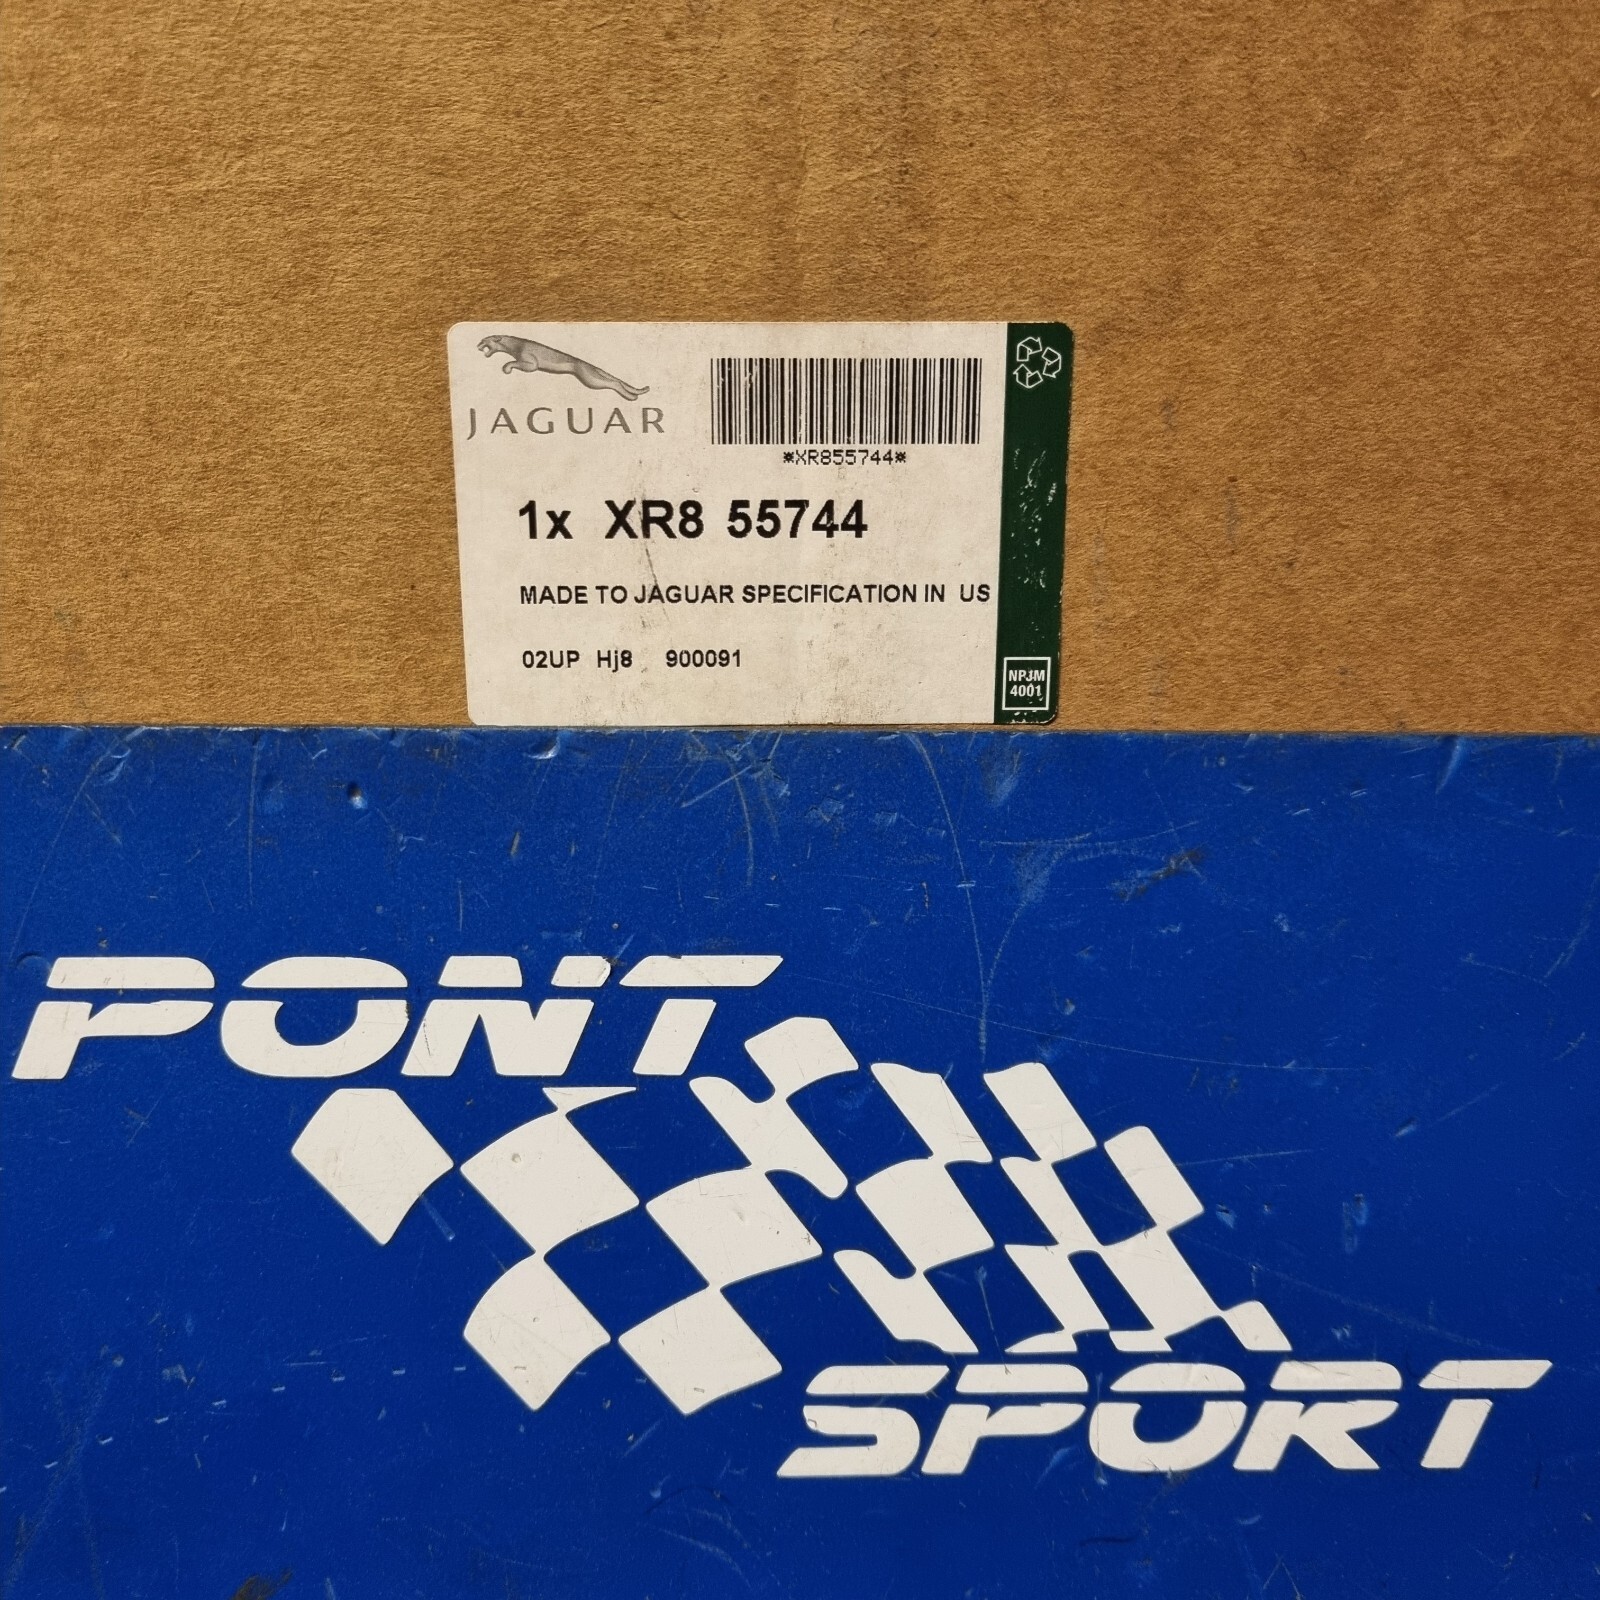 JAGUAR
*XR855744*
1x XR8 55744
MADE TO JAGUAR SPECIFICATION IN US
02UP Hj8 900091
NPJM
4001
PONT
SPORT